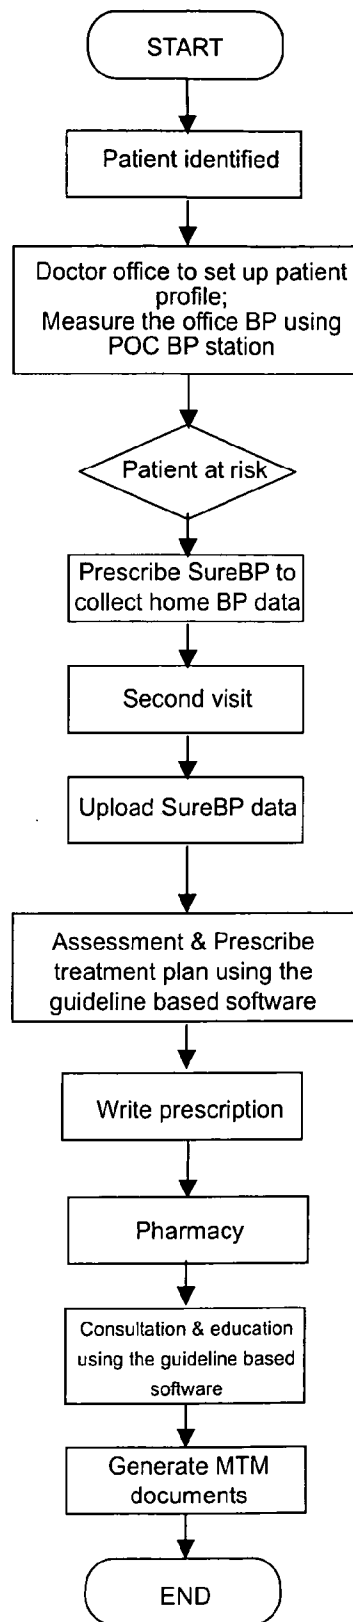 START
Patient identified
Doctor office to set up patient
profile;
Measure the office BP using
POC BP station
Patient at risk
Prescribe SureBP to
collect home BP data
Second visit
Upload SureBP data
Assessment & Prescribe
treatment plan using the
guideline based software
Write prescription
Pharmacy
Consultation & education
using the guideline based
software
Generate MTM
documents
END